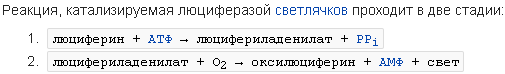 Реакция, катализируемая люциферазой светлячков проходит в две стадии:
1. люциферин + АТФ → люцифериладенилат + PPi
2. люцифериладенилат + O2 → оксилюциферин + АМФ + свет